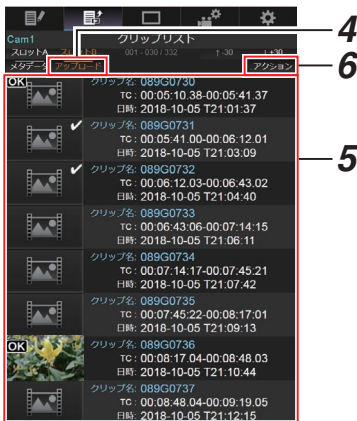 Cam1 クリップリスト
スロットA スロットB 001 - 030 / 332 ↑-30 ↓+30
メタデータ アップロード アクション
4
6
5
OK
クリップ名: 089G0730
TC : 00:05:10.38-00:05:41.37
日時: 2018-10-05 T21:01:37
クリップ名: 089G0731
TC : 00:05:41.00-00:06:12.01
日時: 2018-10-05 T21:03:09
クリップ名: 089G0732
TC : 00:06:12.03-00:06:43.02
日時: 2018-10-05 T21:04:40
クリップ名: 089G0733
TC : 00:06:43:06-00:07:14:15
日時: 2018-10-05 T21:06:11
クリップ名: 089G0734
TC : 00:07:14:17-00:07:45:21
日時: 2018-10-05 T21:07:42
クリップ名: 089G0735
TC : 00:07:45:22-00:08:17:01
日時: 2018-10-05 T21:09:13
OK
クリップ名: 089G0736
TC : 00:08:17.04-00:08:48.03
日時: 2018-10-05 T21:10:44
クリップ名: 089G0737
TC : 00:08:48.04-00:09:19.05
日時: 2018-10-05 T21:12:15